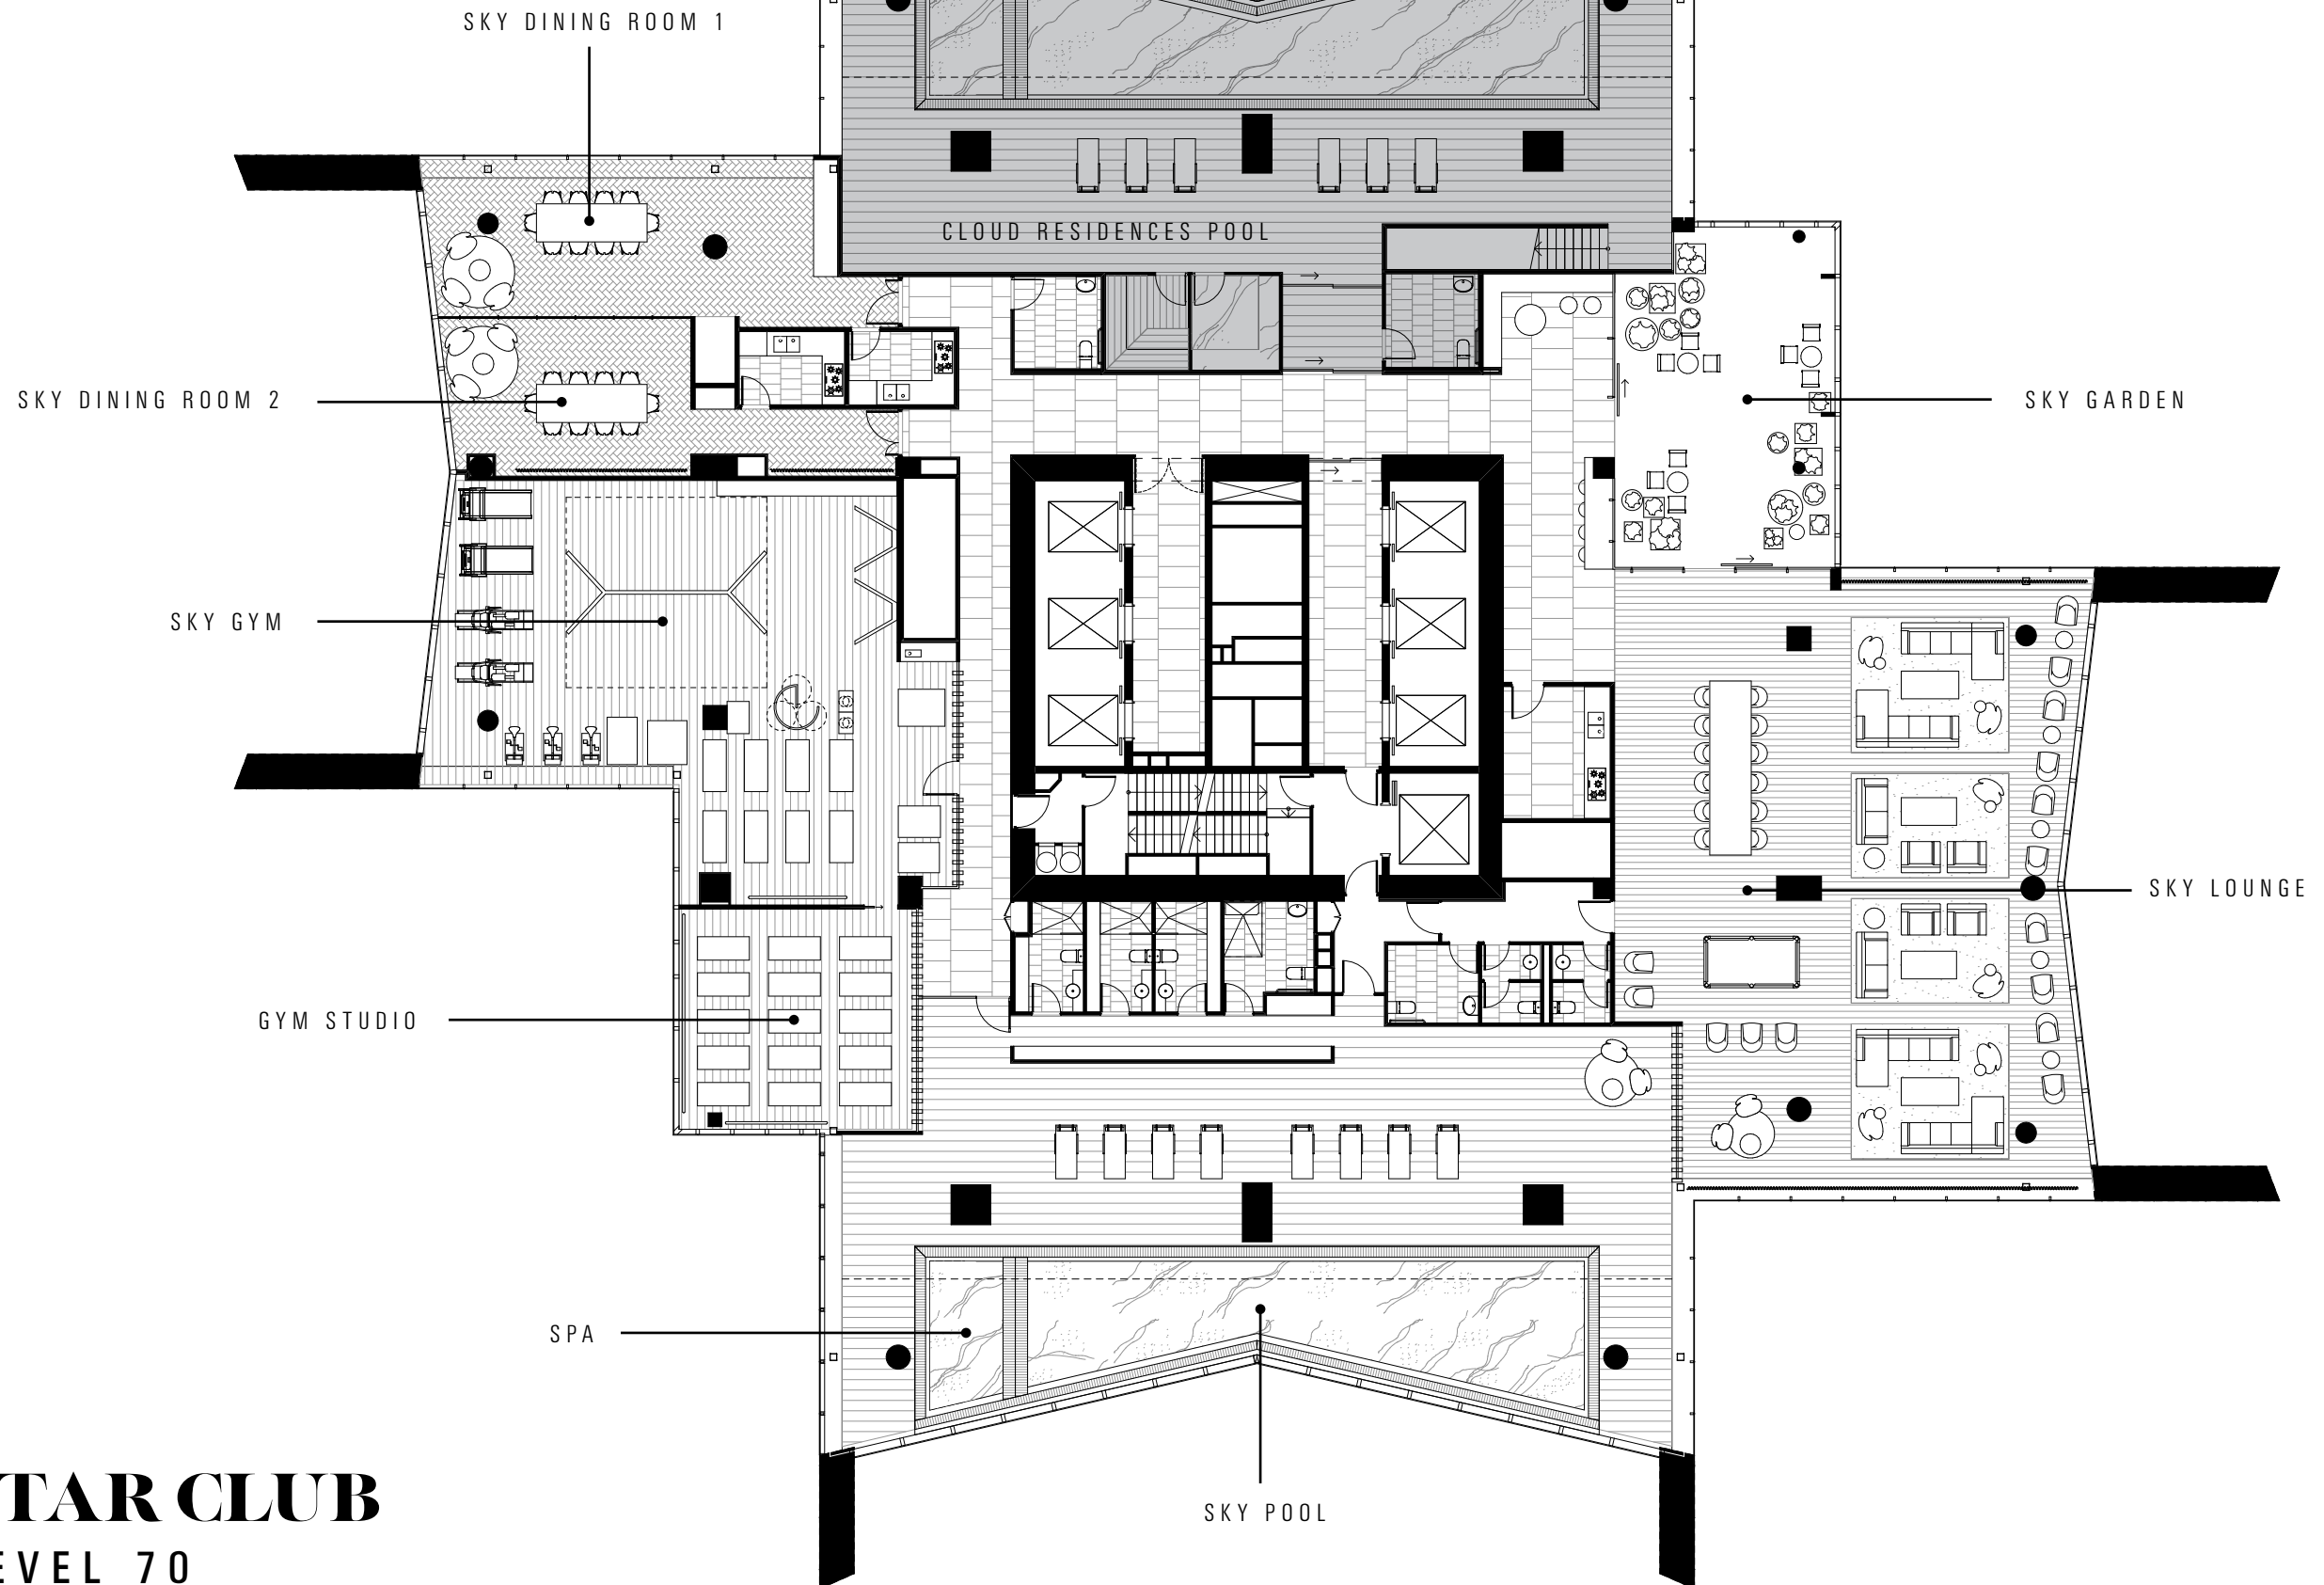 SKY DINING ROOM 1
CLOUD RESIDENCES POOL
SKY DINING ROOM 2
SKY GARDEN
SKY GYM
SKY LOUNGE
GYM STUDIO
SPA
SKY POOL
TAR CLUB
EVEL 70